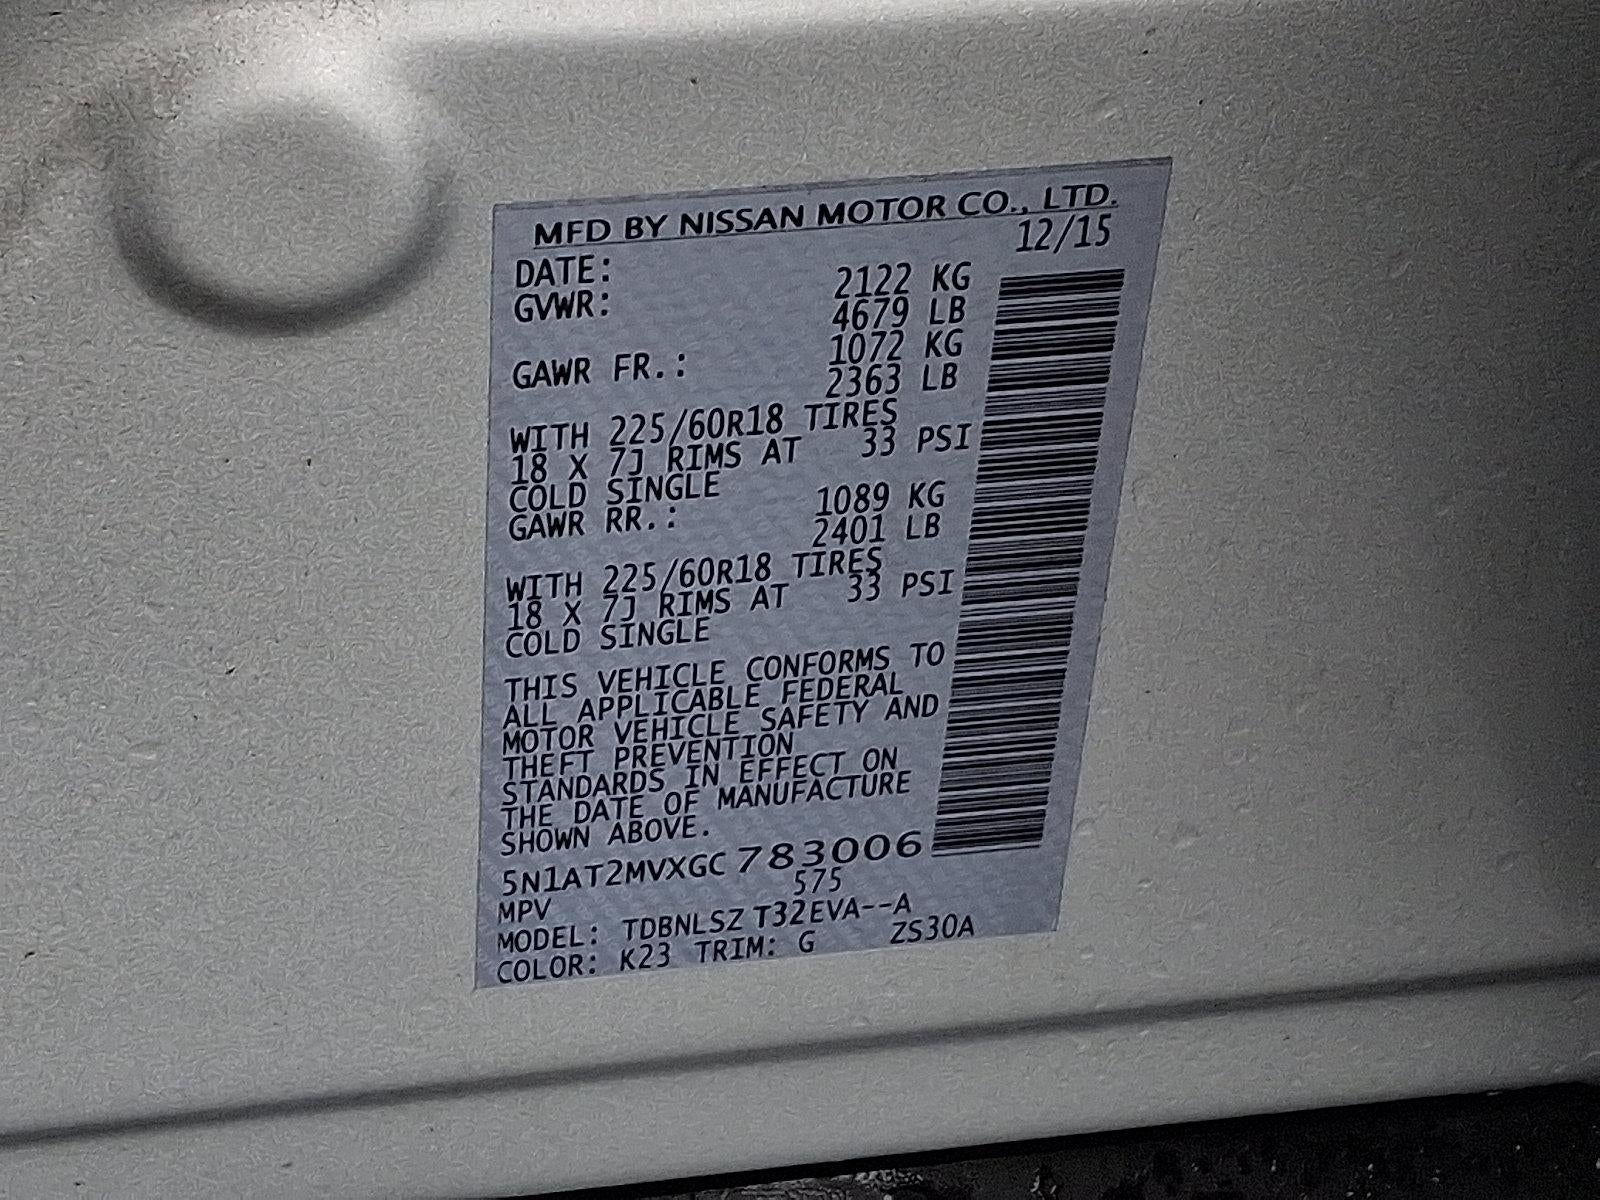 MFD BY NISSAN MOTOR CO., LTD.
DATE: 12/15
GVWR: 2122 KG
4679 LB
GAWR FR.: 1072 KG
2363 LB
WITH 225/60R18 TIRES
18 X 7J RIMS AT 33 PSI
COLD SINGLE
GAWR RR.: 1089 KG
2401 LB
WITH 225/60R18 TIRES
18 X 7J RIMS AT 33 PSI
COLD SINGLE
THIS VEHICLE CONFORMS TO
ALL APPLICABLE FEDERAL
MOTOR VEHICLE SAFETY AND
THEFT PREVENTION
STANDARDS IN EFFECT ON
THE DATE OF MANUFACTURE
SHOWN ABOVE.
5N1AT2MVXGC783006
MPV 575
MODEL: TDBNLSZ T32EVA--A
COLOR: K23 TRIM: G ZS30A